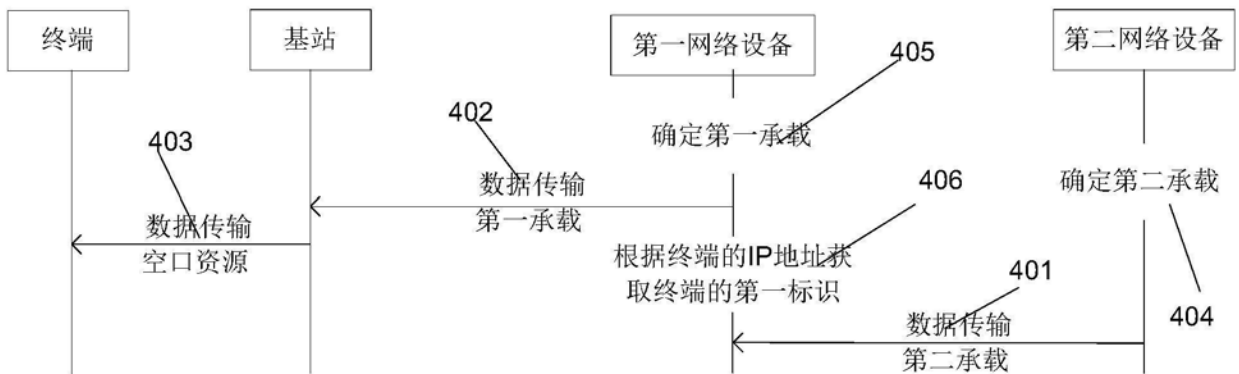 终端
基站
第一网络设备
第二网络设备
405
402
确定第一承载
403
406
数据传输
第一承载
确定第二承载
数据传输
空口资源
根据终端的IP地址获
取终端的第一标识
401
404
数据传输
第二承载